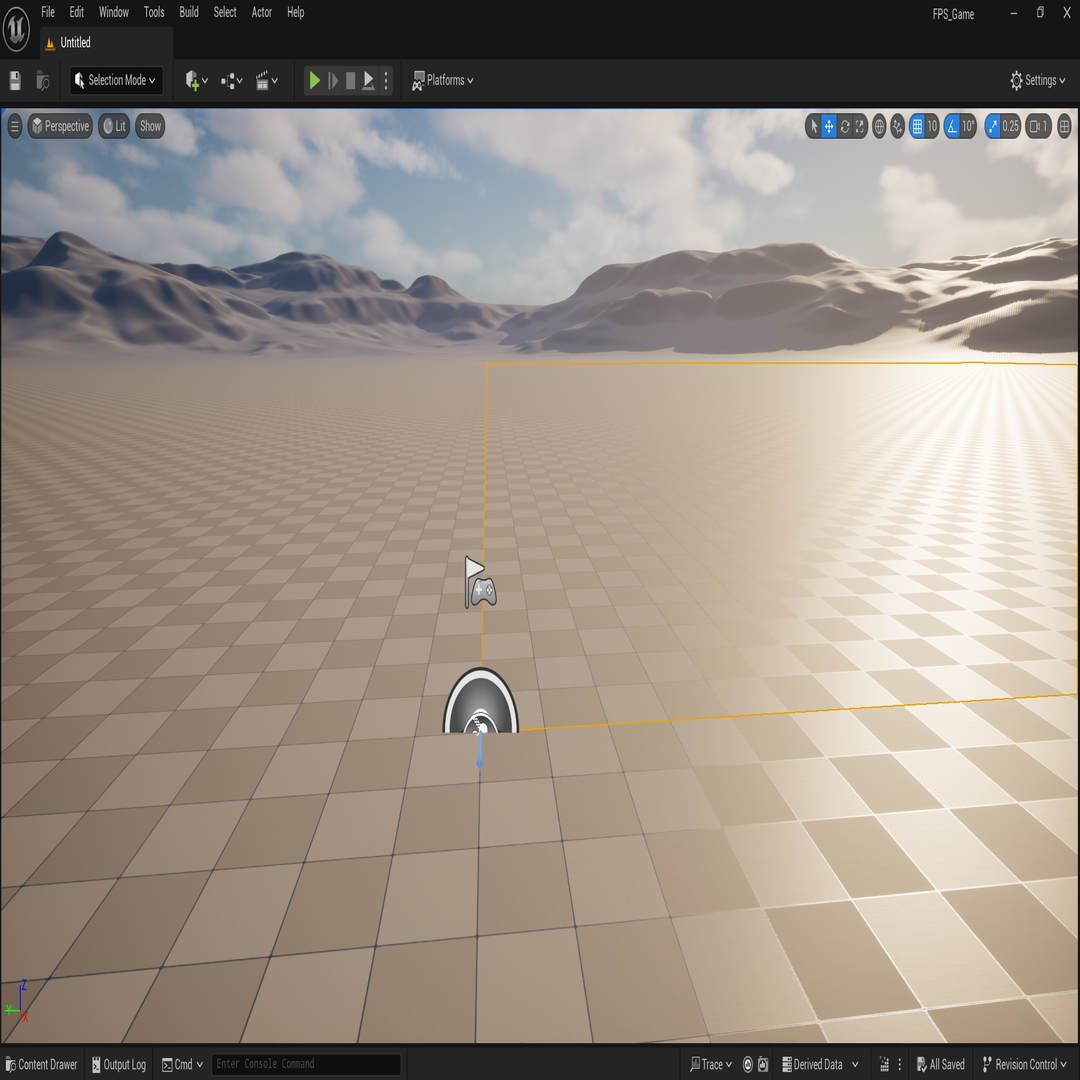 File Edit Window Tools Build Select Actor Help
FPS_Game
Untitled
Selection Mode
Platforms
Settings
Perspective Lit Show
10 10° 0.25 1
Z
Y
X
Content Drawer Output Log Cmd Enter Console Command Trace Derived Data All Saved Revision Control